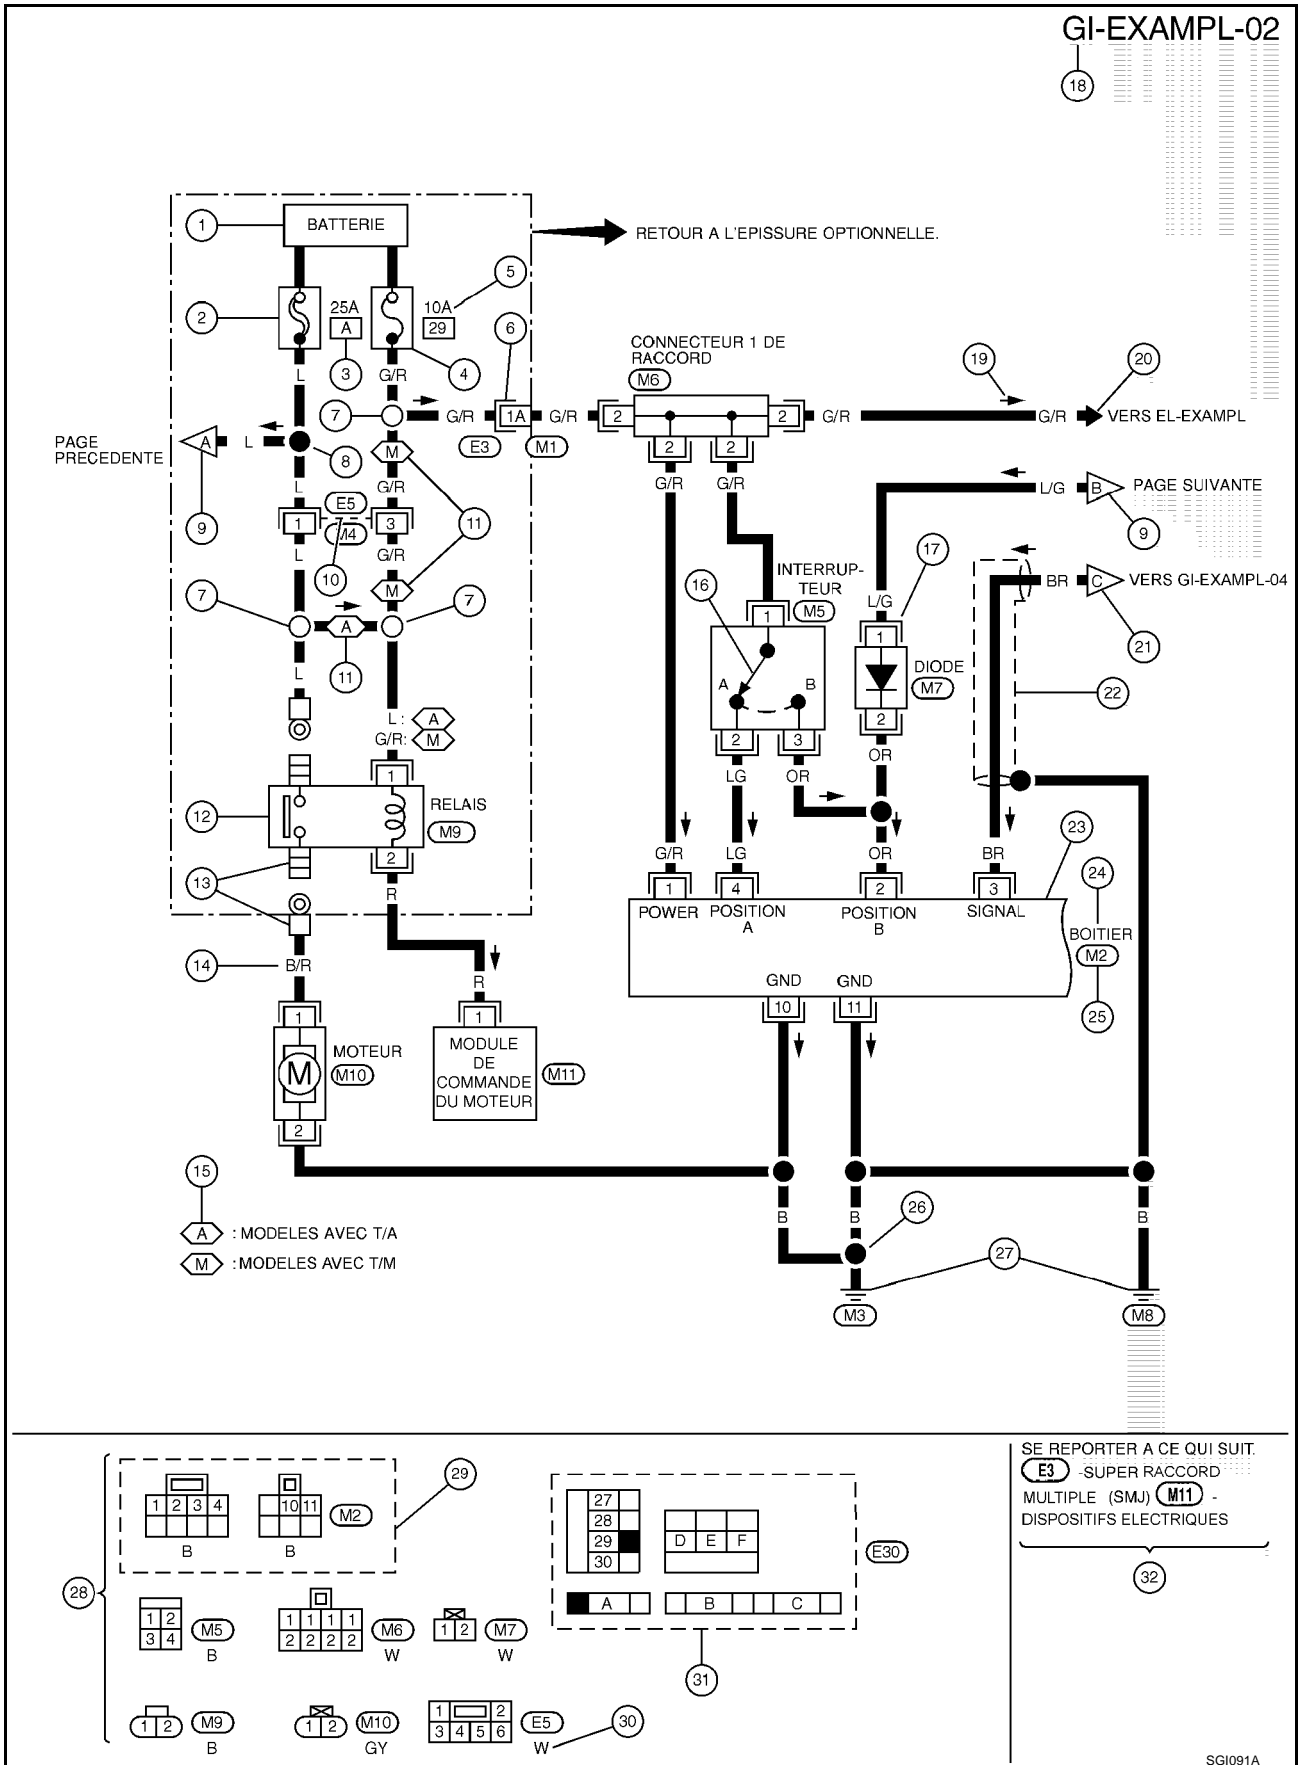 GI-EXAMPL-02
18
1
BATTERIE
RETOUR A L'EPISSURE OPTIONNELLE.
5
2
25A
A
10A
29
6
3
4
CONNECTEUR 1 DE
RACCORD
M6
19
20
L
G/R
7
G/R
1A
G/R
2
2
G/R
G/R
VERS EL-EXAMPL
E3
M1
PAGE
PRECEDENTE
A
L
8
M
2
2
9
L
G/R
G/R
G/R
L/G
B
PAGE SUIVANTE
E5
1
3
M4
11
9
L
G/R
10
17
INTERRUP-
TEUR
M5
16
BR
C
VERS GI-EXAMPL-04
M
7
7
A
11
L/G
1
1
21
L
A
B
DIODE
M7
22
L :
A
G/R:
M
2
3
2
LG
OR
OR
1
12
RELAIS
M9
23
2
G/R
LG
OR
BR
24
13
R
1
4
2
3
POWER
POSITION
A
POSITION
B
SIGNAL
BOITIER
M2
14
B/R
R
GND
GND
10
11
25
1
1
MOTEUR
M10
M
MODULE
DE
COMMANDE
DU MOTEUR
M11
2
15
B
B
B
26
A
: MODELES AVEC T/A
M
: MODELES AVEC T/M
27
M3
M8
28
1 2 3 4
B
10 11
B
M2
29
27
28
29
30
D E F
E30
A
B
C
31
SE REPORTER A CE QUI SUIT.
E3 -SUPER RACCORD
MULTIPLE (SMJ) M11 -
DISPOSITIFS ELECTRIQUES
32
1 2
3 4
M5
B
1 1 1 1
2 2 2 2
M6
W
1 2
M7
W
1 2
M9
B
1 2
M10
GY
1 2
3 4 5 6
E5
W
30
SGI091A